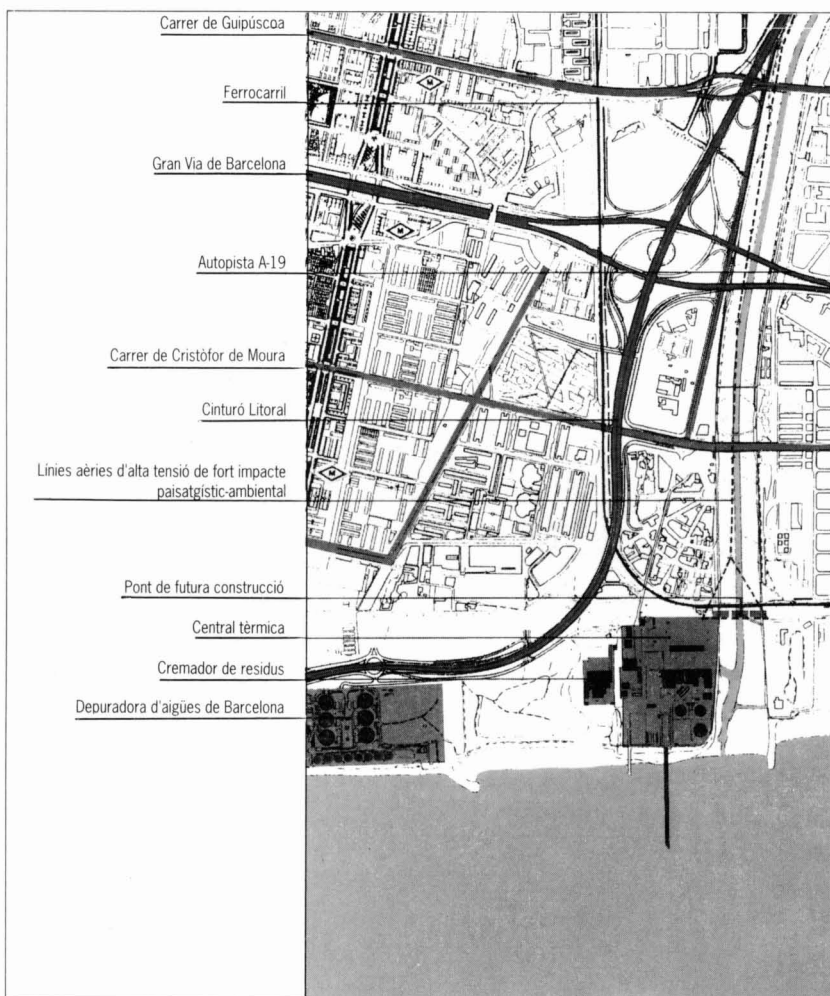 Carrer de Guipúscoa
Ferrocarril
Gran Via de Barcelona
Autopista A-19
Carrer de Cristòfor de Moura
Cinturó Litoral
Línies aèries d'alta tensió de fort impacte
paisatgístic-ambiental
Pont de futura construcció
Central tèrmica
Cremador de residus
Depuradora d'aigües de Barcelona